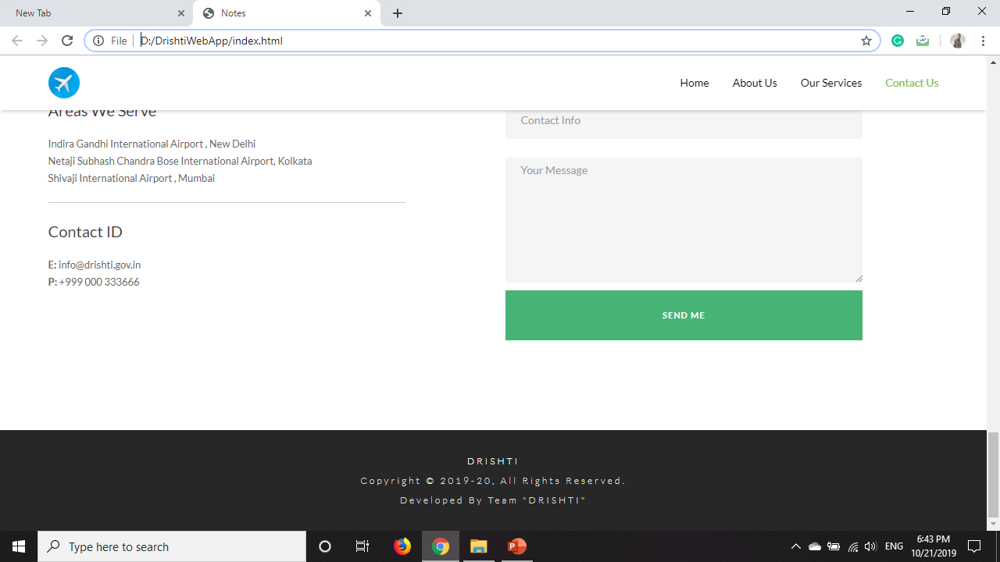 New Tab
Notes
File
D:/DrishtiWebApp/index.html
Home
About Us
Our Services
Contact Us
Areas We Serve
Indira Gandhi International Airport , New Delhi
Netaji Subhash Chandra Bose International Airport, Kolkata
Shivaji International Airport , Mumbai
Contact ID
E: info@drishti.gov.in
P: +999 000 333666
Contact Info
Your Message
SEND ME
DRISHTI
Copyright © 2019-20, All Rights Reserved.
Developed By Team "DRISHTI"
Type here to search
ENG
6:43 PM
10/21/2019